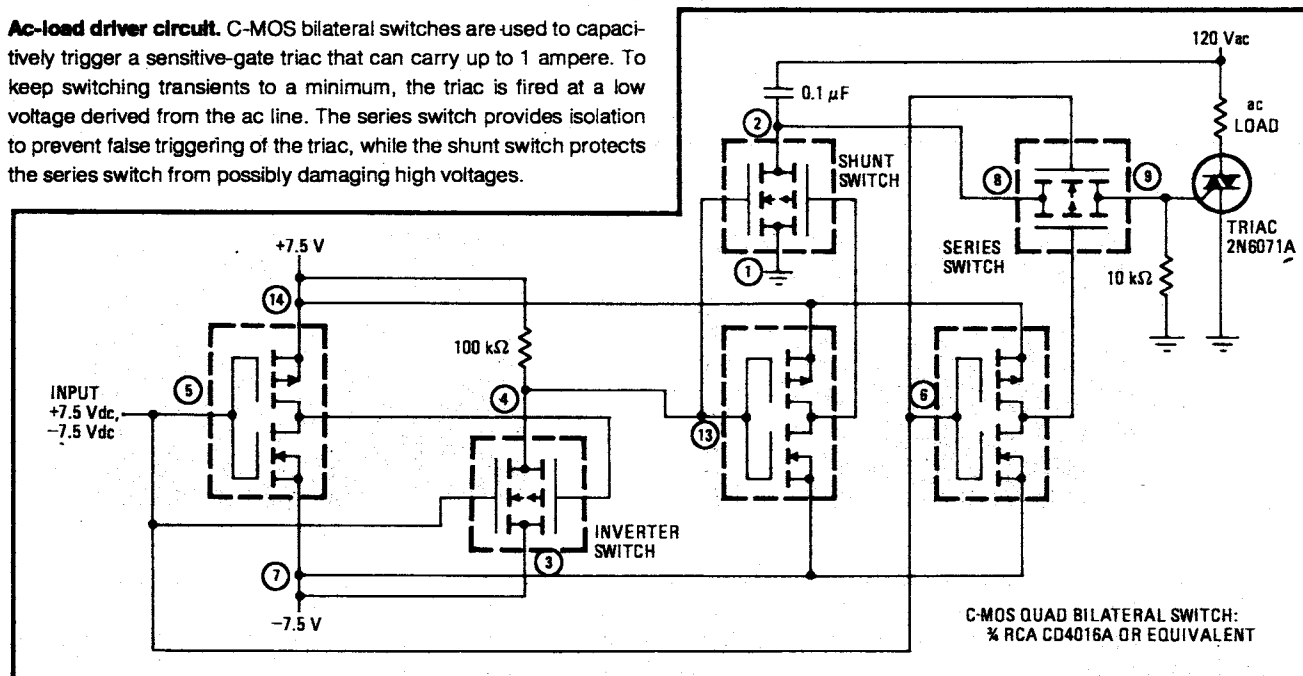 Ac-load driver circuit. C-MOS bilateral switches are used to capaci-
tively trigger a sensitive-gate triac that can carry up to 1 ampere. To
keep switching transients to a minimum, the triac is fired at a low
voltage derived from the ac line. The series switch provides isolation
to prevent false triggering of the triac, while the shunt switch protects
the series switch from possibly damaging high voltages.
120 Vac
0.1 μF
ac
LOAD
2
SHUNT
SWITCH
8
9
TRIAC
2N6071A
SERIES
SWITCH
1
10 kΩ
+7.5 V
14
100 kΩ
INPUT
+7.5 Vdc,
−7.5 Vdc
5
4
13
6
INVERTER
SWITCH
3
7
−7.5 V
C-MOS QUAD BILATERAL SWITCH:
¾ RCA CD4016A OR EQUIVALENT